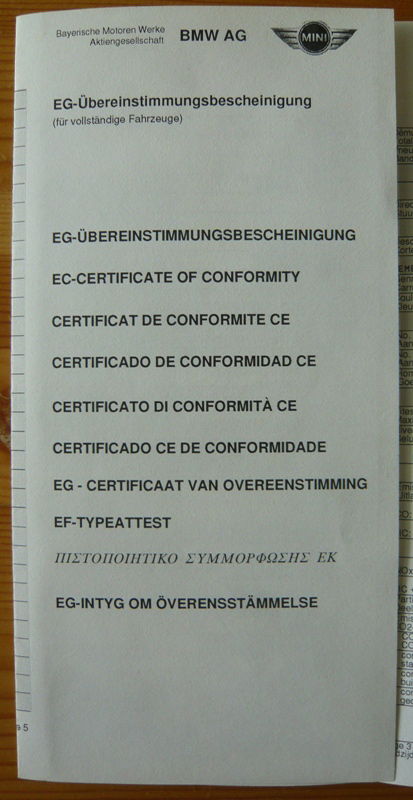 Bayerische Motoren Werke
Aktiengesellschaft
BMW AG
MINI
EG-Übereinstimmungsbescheinigung
(für vollständige Fahrzeuge)
EG-ÜBEREINSTIMMUNGSBESCHEINIGUNG
EC-CERTIFICATE OF CONFORMITY
CERTIFICAT DE CONFORMITE CE
CERTIFICADO DE CONFORMIDAD CE
CERTIFICATO DI CONFORMITÀ CE
CERTIFICADO CE DE CONFORMIDADE
EG - CERTIFICAAT VAN OVEREENSTIMMING
EF-TYPEATTEST
ΠΙΣΤΟΠΟΙΗΤΙΚΟ ΣΥΜΜΟΡΦΩΣΗΣ ΕΚ
EG-INTYG OM ÖVERENSSTÄMMELSE
5